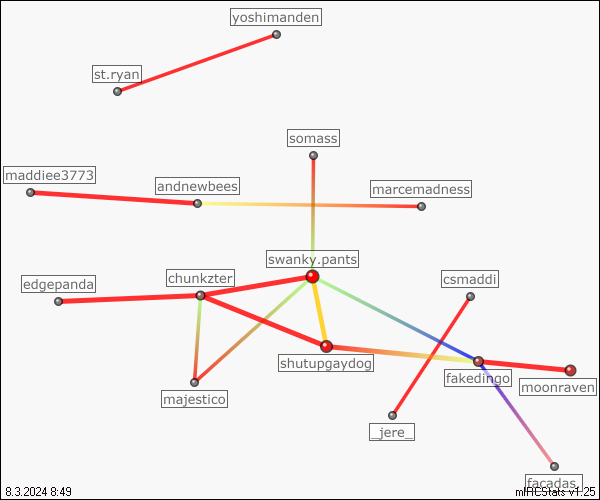 yoshimanden
st.ryan
somass
maddiee3773
andnewbees
marcemadness
swanky.pants
chunkzter
csmaddi
edgepanda
shutupgaydog
fakedingo
moonraven
majestico
_jere_
facadas_
8.3.2024 8:49
mIRCStats v1.25